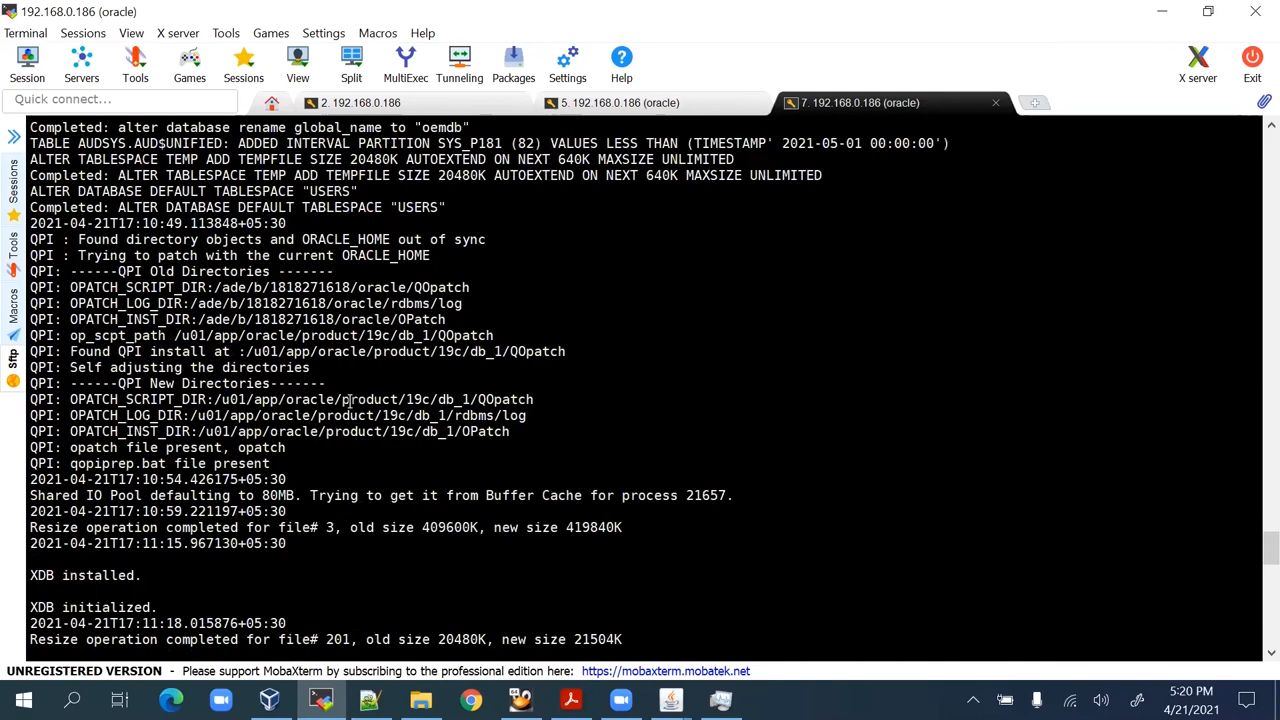 192.168.0.186 (oracle)
Terminal Sessions View X server Tools Games Settings Macros Help
Session Servers Tools Games Sessions View Split MultiExec Tunneling Packages Settings Help X server Exit
Quick connect... 2. 192.168.0.186 5. 192.168.0.186 (oracle) 7. 192.168.0.186 (oracle)
Sessions
Tools
Macros
Sftp
Completed: alter database rename global_name to "oemdb"
TABLE AUDSYS.AUD$UNIFIED: ADDED INTERVAL PARTITION SYS_P181 (82) VALUES LESS THAN (TIMESTAMP' 2021-05-01 00:00:00')
ALTER TABLESPACE TEMP ADD TEMPFILE SIZE 20480K AUTOEXTEND ON NEXT 640K MAXSIZE UNLIMITED
Completed: ALTER TABLESPACE TEMP ADD TEMPFILE SIZE 20480K AUTOEXTEND ON NEXT 640K MAXSIZE UNLIMITED
ALTER DATABASE DEFAULT TABLESPACE "USERS"
Completed: ALTER DATABASE DEFAULT TABLESPACE "USERS"
2021-04-21T17:10:49.113848+05:30
QPI : Found directory objects and ORACLE_HOME out of sync
QPI : Trying to patch with the current ORACLE_HOME
QPI: ------QPI Old Directories -------
QPI: OPATCH_SCRIPT_DIR:/ade/b/1818271618/oracle/QOpatch
QPI: OPATCH_LOG_DIR:/ade/b/1818271618/oracle/rdbms/log
QPI: OPATCH_INST_DIR:/ade/b/1818271618/oracle/OPatch
QPI: op_scpt_path /u01/app/oracle/product/19c/db_1/QOpatch
QPI: Found QPI install at :/u01/app/oracle/product/19c/db_1/QOpatch
QPI: Self adjusting the directories
QPI: ------QPI New Directories-------
QPI: OPATCH_SCRIPT_DIR:/u01/app/oracle/product/19c/db_1/QOpatch
QPI: OPATCH_LOG_DIR:/u01/app/oracle/product/19c/db_1/rdbms/log
QPI: OPATCH_INST_DIR:/u01/app/oracle/product/19c/db_1/OPatch
QPI: opatch file present, opatch
QPI: qopiprep.bat file present
2021-04-21T17:10:54.426175+05:30
Shared IO Pool defaulting to 80MB. Trying to get it from Buffer Cache for process 21657.
2021-04-21T17:10:59.221197+05:30
Resize operation completed for file# 3, old size 409600K, new size 419840K
2021-04-21T17:11:15.967130+05:30
XDB installed.
XDB initialized.
2021-04-21T17:11:18.015876+05:30
Resize operation completed for file# 201, old size 20480K, new size 21504K
UNREGISTERED VERSION - Please support MobaXterm by subscribing to the professional edition here: https://mobaxterm.mobatek.net
5:20 PM
4/21/2021